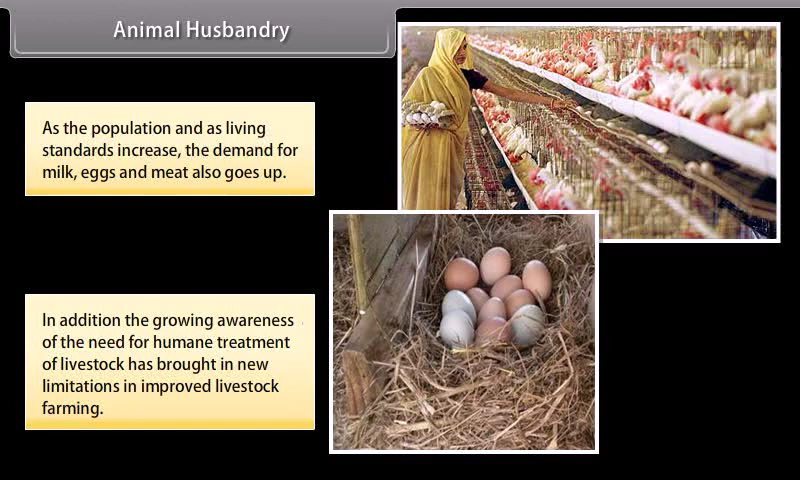 Animal Husbandry
As the population and as living
standards increase, the demand for
milk, eggs and meat also goes up.
In addition the growing awareness
of the need for humane treatment
of livestock has brought in new
limitations in improved livestock
farming.